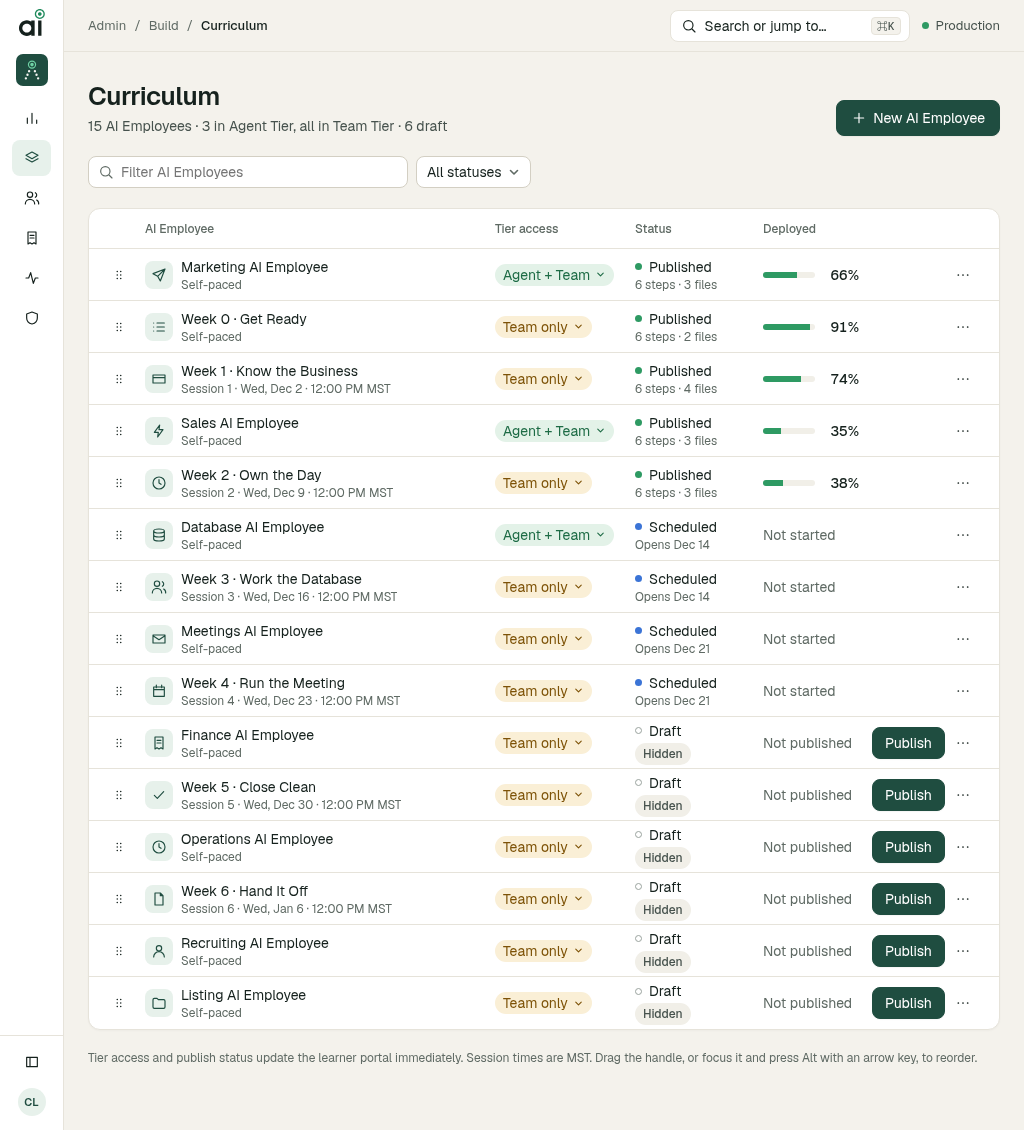 ai
Admin / Build / Curriculum
Search or jump to…
⌘K
Production
Curriculum
15 AI Employees · 3 in Agent Tier, all in Team Tier · 6 draft
New AI Employee
Filter AI Employees
All statuses
AI Employee Tier access Status Deployed
Marketing AI Employee Agent + Team Published 66%
Self-paced 6 steps · 3 files
Week 0 · Get Ready Team only Published 91%
Self-paced 6 steps · 2 files
Week 1 · Know the Business Team only Published 74%
Session 1 · Wed, Dec 2 · 12:00 PM MST 6 steps · 4 files
Sales AI Employee Agent + Team Published 35%
Self-paced 6 steps · 3 files
Week 2 · Own the Day Team only Published 38%
Session 2 · Wed, Dec 9 · 12:00 PM MST 6 steps · 3 files
Database AI Employee Agent + Team Scheduled Not started
Self-paced Opens Dec 14
Week 3 · Work the Database Team only Scheduled Not started
Session 3 · Wed, Dec 16 · 12:00 PM MST Opens Dec 14
Meetings AI Employee Team only Scheduled Not started
Self-paced Opens Dec 21
Week 4 · Run the Meeting Team only Scheduled Not started
Session 4 · Wed, Dec 23 · 12:00 PM MST Opens Dec 21
Finance AI Employee Team only Draft Not published Publish
Self-paced Hidden
Week 5 · Close Clean Team only Draft Not published Publish
Session 5 · Wed, Dec 30 · 12:00 PM MST Hidden
Operations AI Employee Team only Draft Not published Publish
Self-paced Hidden
Week 6 · Hand It Off Team only Draft Not published Publish
Session 6 · Wed, Jan 6 · 12:00 PM MST Hidden
Recruiting AI Employee Team only Draft Not published Publish
Self-paced Hidden
Listing AI Employee Team only Draft Not published Publish
Self-paced Hidden
Tier access and publish status update the learner portal immediately. Session times are MST. Drag the handle, or focus it and press Alt with an arrow key, to reorder.
CL